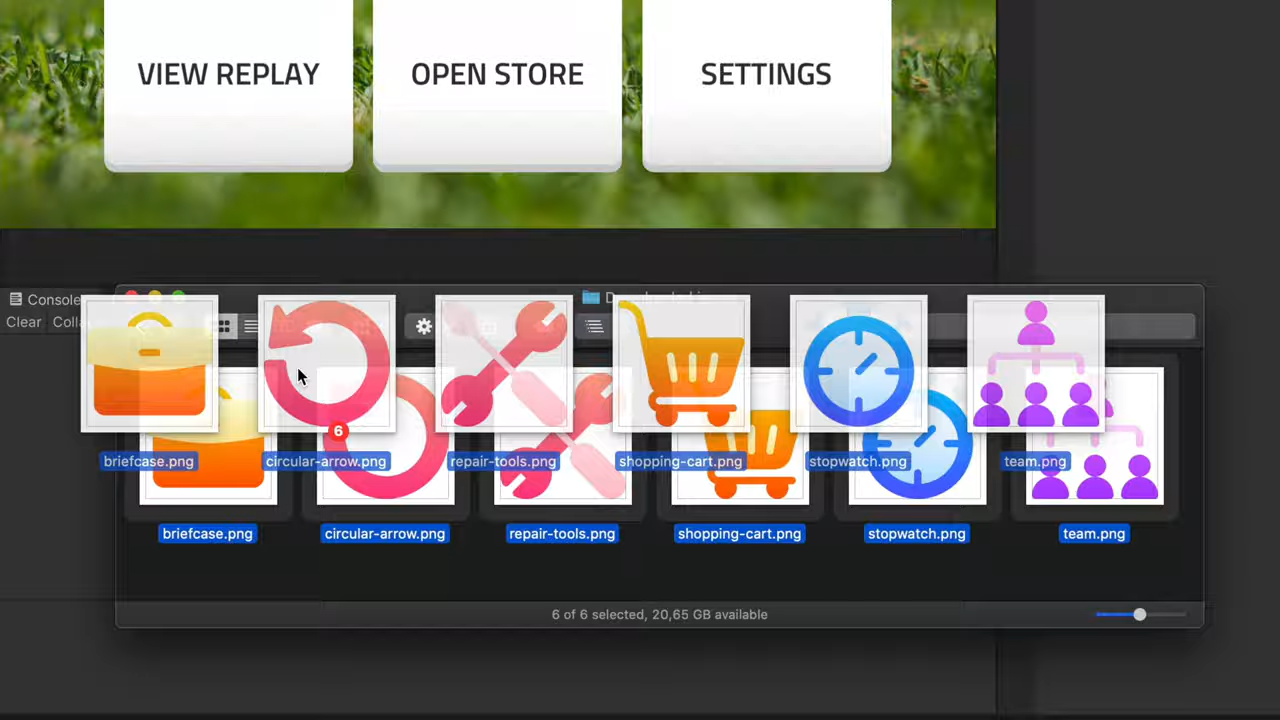 VIEW REPLAY
OPEN STORE
SETTINGS
Console
Clear
6
briefcase.png
circular-arrow.png
repair-tools.png
shopping-cart.png
stopwatch.png
team.png
briefcase.png
circular-arrow.png
repair-tools.png
shopping-cart.png
stopwatch.png
team.png
6 of 6 selected, 20,65 GB available